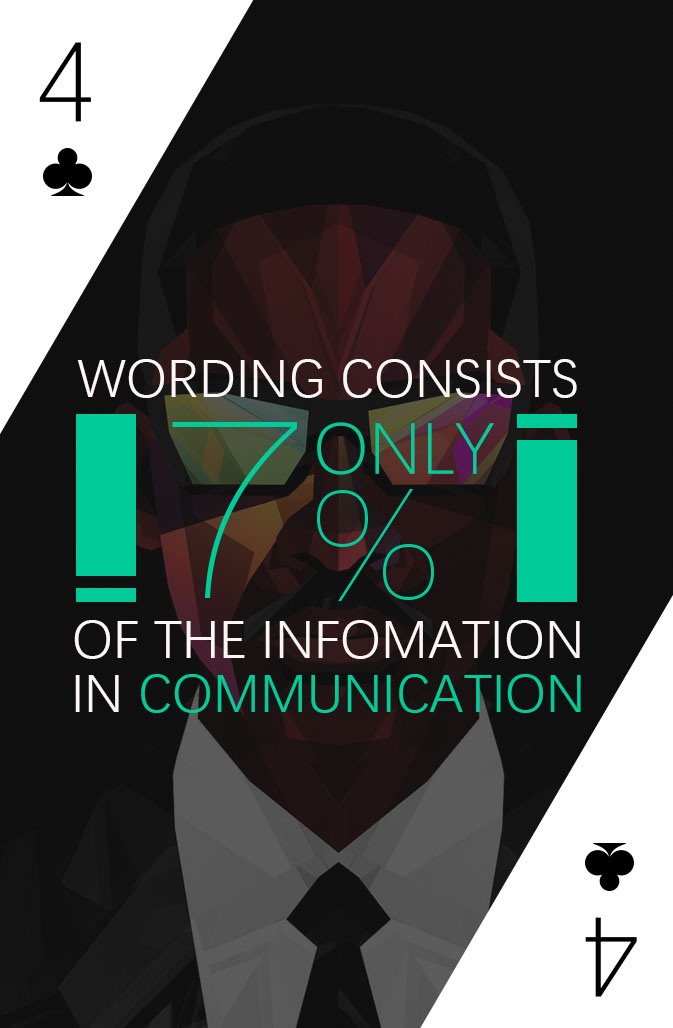 4
WORDING CONSISTS
7 ONLY
%
OF THE INFOMATION
IN COMMUNICATION
4